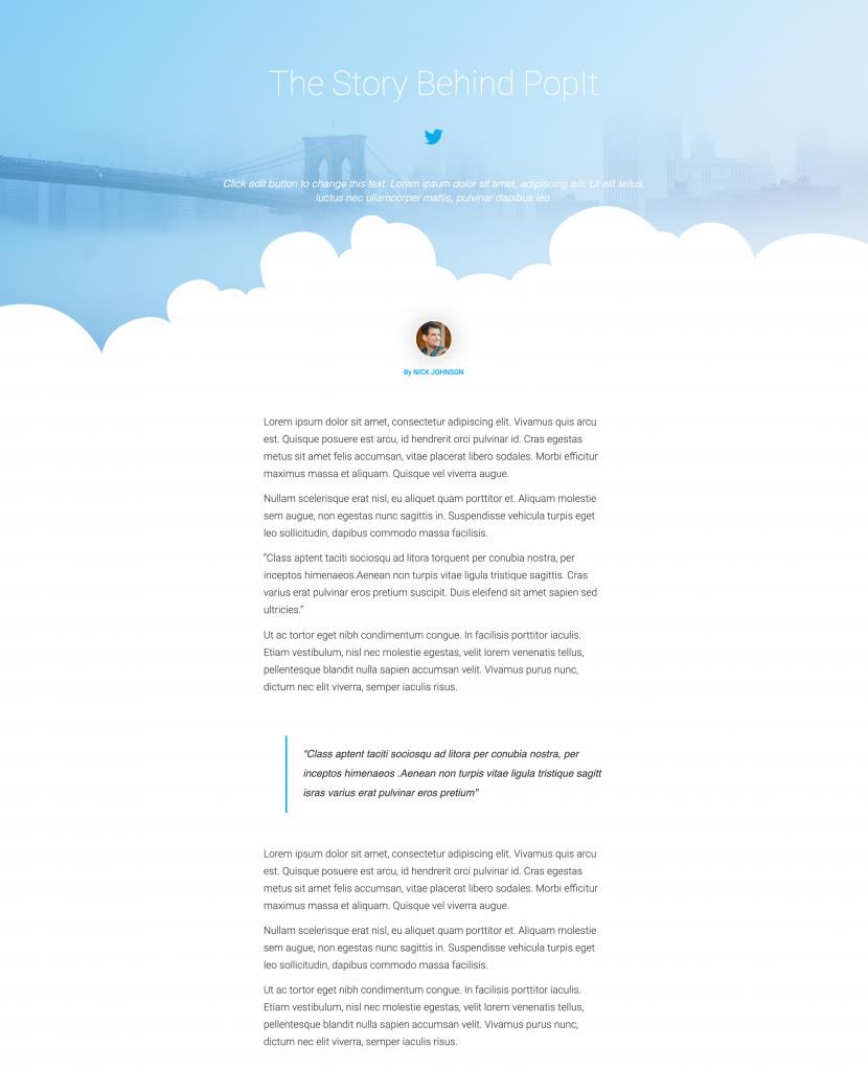 The Story Behind PopIt
Click edit button to change this text. Lorem ipsum dolor sit amet, adipiscing elit. Ut elit tellus,
luctus nec ullamcorper mattis, pulvinar dapibus leo.
By NICK JOHNSON
Lorem ipsum dolor sit amet, consectetur adipiscing elit. Vivamus quis arcu
est. Quisque posuere est arcu, id hendrerit orci pulvinar id. Cras egestas
metus sit amet felis accumsan, vitae placerat libero sodales. Morbi efficitur
maximus massa et aliquam. Quisque vel viverra augue.
Nullam scelerisque erat nisl, eu aliquet quam porttitor et. Aliquam molestie
sem augue, non egestas nunc sagittis in. Suspendisse vehicula turpis eget
leo sollicitudin, dapibus commodo massa facilisis.
“Class aptent taciti sociosqu ad litora torquent per conubia nostra, per
inceptos himenaeos.Aenean non turpis vitae ligula tristique sagittis. Cras
varius erat pulvinar eros pretium suscipit. Duis eleifend sit amet sapien sed
ultricies.”
Ut ac tortor eget nibh condimentum congue. In facilisis porttitor iaculis.
Etiam vestibulum, nisl nec molestie egestas, velit lorem venenatis tellus,
pellentesque blandit nulla sapien accumsan velit. Vivamus purus nunc,
dictum nec elit viverra, semper iaculis risus.
“Class aptent taciti sociosqu ad litora per conubia nostra, per
inceptos himenaeos .Aenean non turpis vitae ligula tristique sagitt
isras varius erat pulvinar eros pretium”
Lorem ipsum dolor sit amet, consectetur adipiscing elit. Vivamus quis arcu
est. Quisque posuere est arcu, id hendrerit orci pulvinar id. Cras egestas
metus sit amet felis accumsan, vitae placerat libero sodales. Morbi efficitur
maximus massa et aliquam. Quisque vel viverra augue.
Nullam scelerisque erat nisl, eu aliquet quam porttitor et. Aliquam molestie
sem augue, non egestas nunc sagittis in. Suspendisse vehicula turpis eget
leo sollicitudin, dapibus commodo massa facilisis.
Ut ac tortor eget nibh condimentum congue. In facilisis porttitor iaculis.
Etiam vestibulum, nisl nec molestie egestas, velit lorem venenatis tellus,
pellentesque blandit nulla sapien accumsan velit. Vivamus purus nunc,
dictum nec elit viverra, semper iaculis risus.